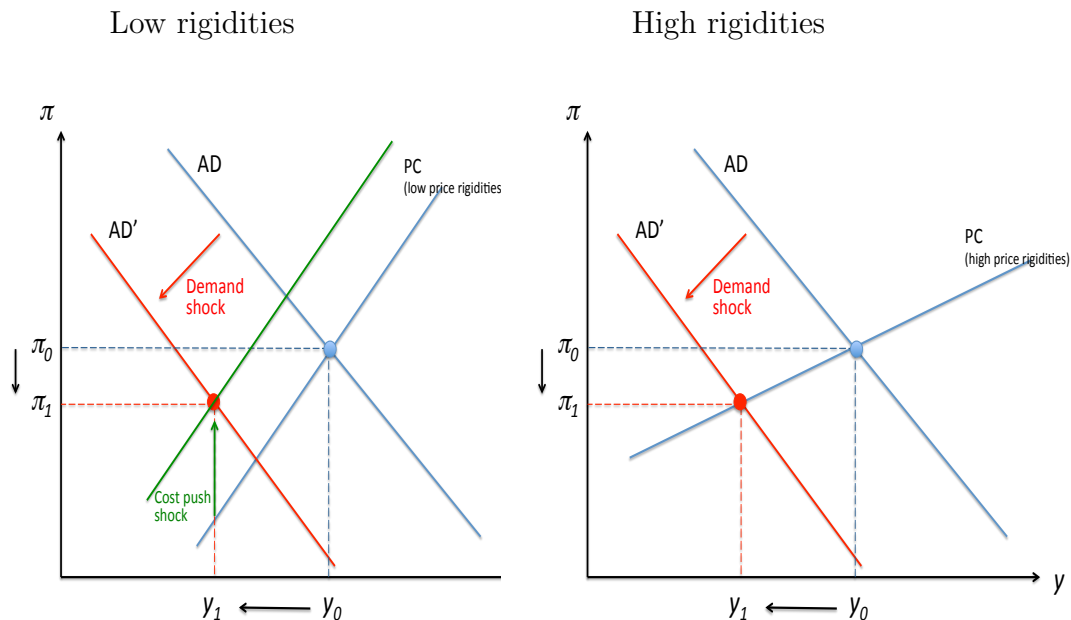 Low rigidities
High rigidities
π
AD
PC
(low price rigidities
AD’
Demand
shock
π0
π1
Cost push
shock
y1
y0
π
AD
PC
(high price rigidities)
AD’
Demand
shock
π0
π1
y1
y0
y